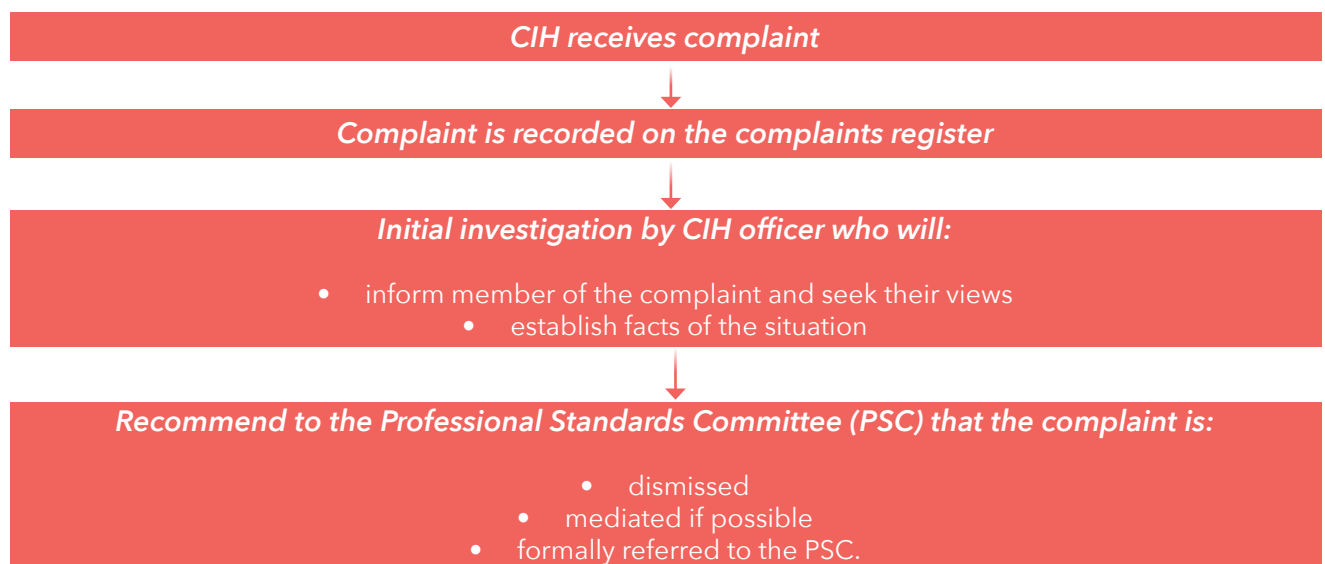 CIH receives complaint
Complaint is recorded on the complaints register
Initial investigation by CIH officer who will:
• inform member of the complaint and seek their views
• establish facts of the situation
Recommend to the Professional Standards Committee (PSC) that the complaint is:
• dismissed
• mediated if possible
• formally referred to the PSC.